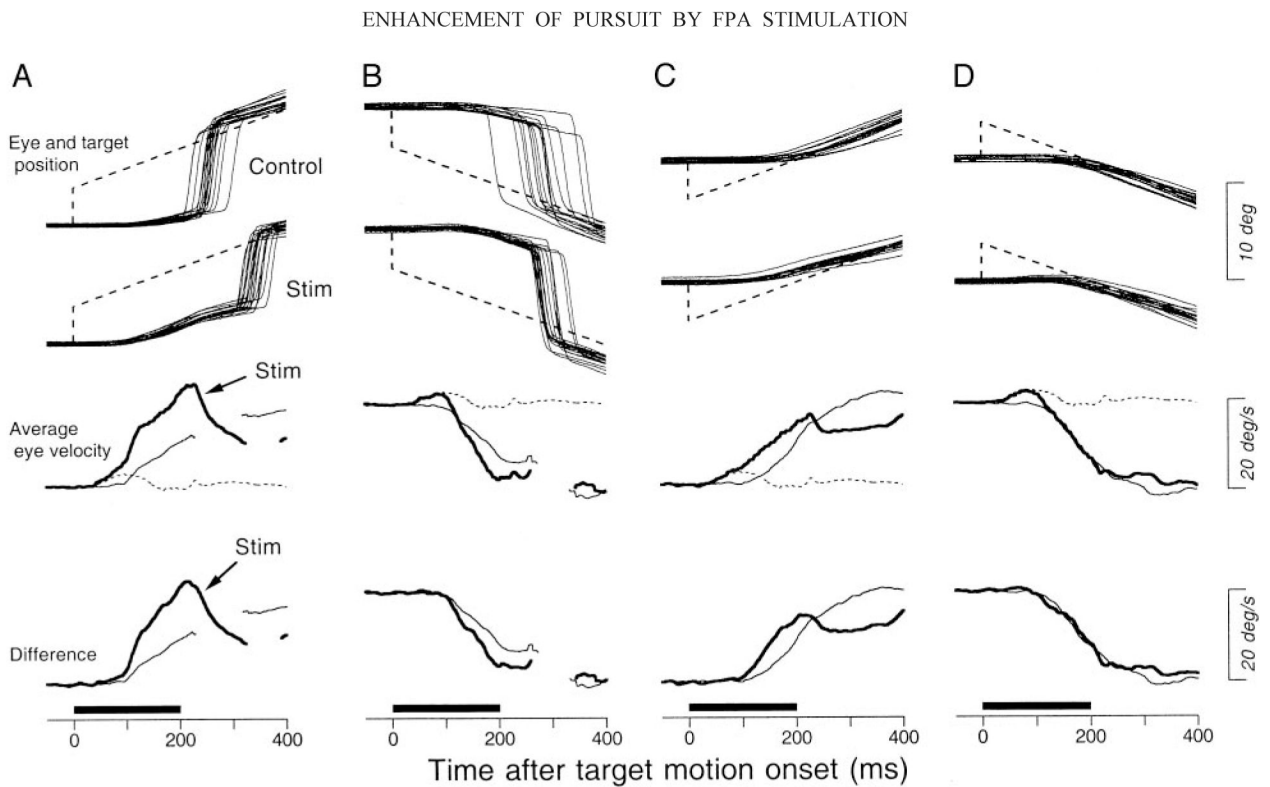 ENHANCEMENT OF PURSUIT BY FPA STIMULATION
A
B
C
D
Eye and target
position
Control
Stim
10 deg
Stim
Average
eye velocity
20 deg/s
Stim
Difference
20 deg/s
0 200 400
0 200 400
0 200 400
0 200 400
Time after target motion onset (ms)